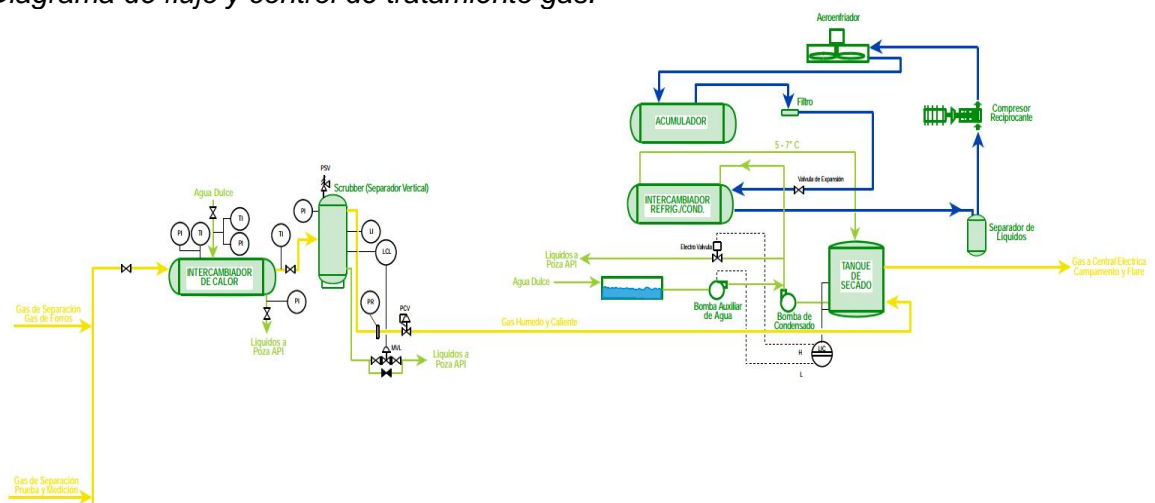 Diagrama de flujo y control de tratamiento gas.
Aeroenfriador
Filtro
Compresor
Reciprocante
ACUMULADOR
5 - 7° C
Valvula de Expansión
INTERCAMBIADOR
REFRIG./COND.
Separador de
Liquidos
PSV
Scrubber (Separador Vertical)
Agua Dulce
PI
TI
PI
TI
PI
TI
PI
LI
LCL
INTERCAMBIADOR
DE CALOR
PI
Liquidos a
Poza API
PR
PCV
MVL
Liquidos a
Poza API
Gas Humedo y Caliente
Electro Valvula
Liquidos a
Poza API
Agua Dulce
Bomba Auxiliar
de Agua
Bomba de
Condensado
TANQUE
DE
SECADO
Gas a Central Electrica
Campamento y Flare
H
L
Gas de Separación
Gas de Forros
Gas de Separación
Prueba y Medición